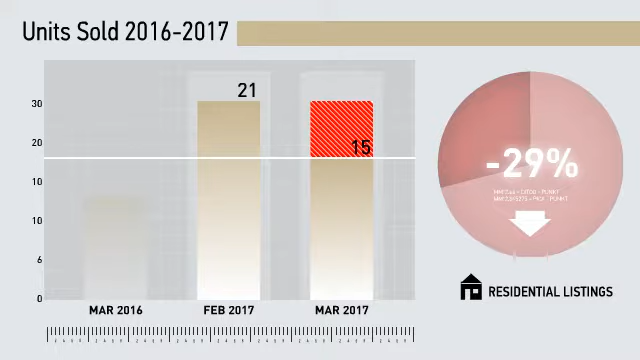 Units Sold 2016-2017
21
30
20
15
10
10
6
0
-29%
MAR 2016
FEB 2017
MAR 2017
RESIDENTIAL LISTINGS